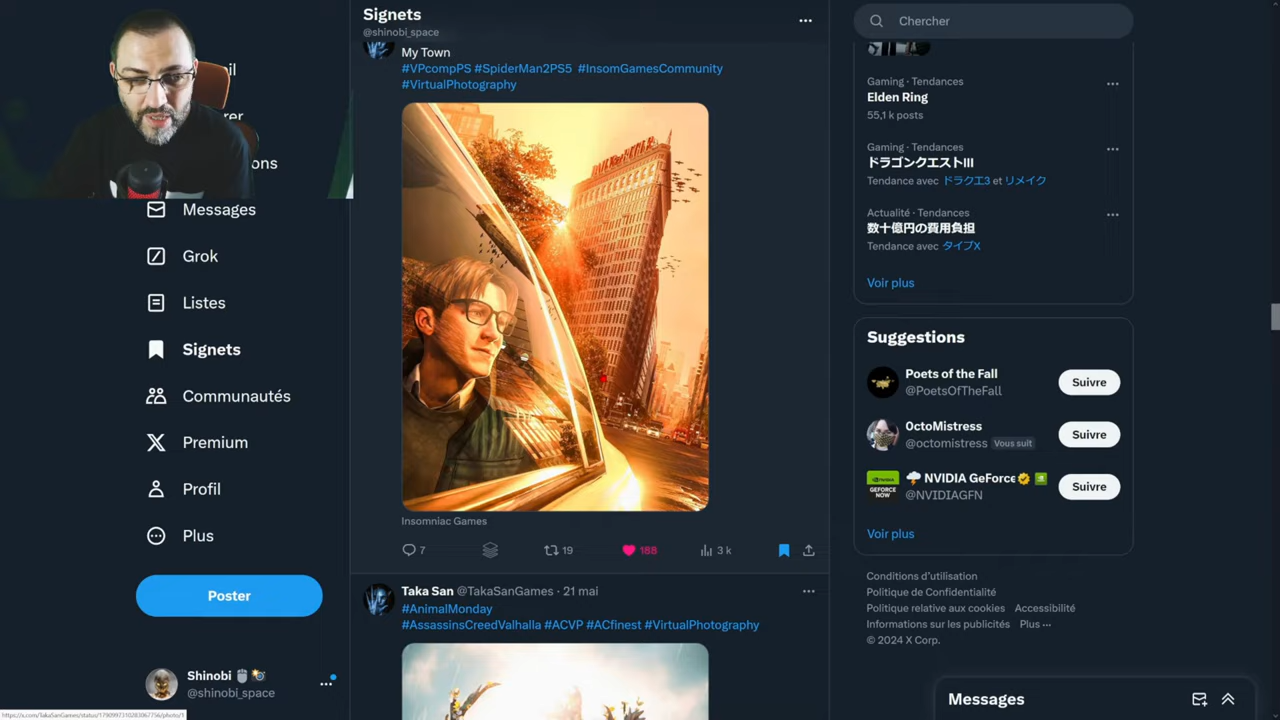 Signets
@shinobi_space
My Town
#VPcompPS #SpiderMan2PS5 #InsomGamesCommunity
#VirtualPhotography
Insomniac Games
7
19
188
3 k
Taka San @TakaSanGames · 21 mai
#AnimalMonday
#AssassinsCreedValhalla #ACVP #ACfinest #VirtualPhotography
il
rer
ons
Messages
Grok
Listes
Signets
Communautés
Premium
Profil
Plus
Poster
Shinobi
@shinobi_space
Chercher
Gaming · Tendances
Elden Ring
55,1 k posts
Gaming · Tendances
ドラゴンクエストIII
Tendance avec ドラクエ3 et リメイク
Actualité · Tendances
数十億円の費用負担
Tendance avec タイプX
Voir plus
Suggestions
Poets of the Fall
@PoetsOfTheFall
Suivre
OctoMistress
@octomistress Vous suit
Suivre
NVIDIA GeForce
@NVIDIAGFN
Suivre
Voir plus
Conditions d'utilisation
Politique de Confidentialité
Politique relative aux cookies Accessibilité
Informations sur les publicités Plus ···
© 2024 X Corp.
Messages